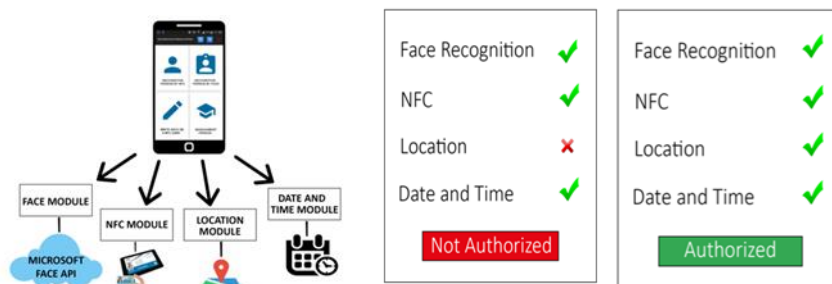 FACE MODULE
NFC MODULE
LOCATION
MODULE
DATE AND
TIME MODULE
MICROSOFT
FACE API
Face Recognition
NFC
Location
Date and Time
Not Authorized
Face Recognition
NFC
Location
Date and Time
Authorized